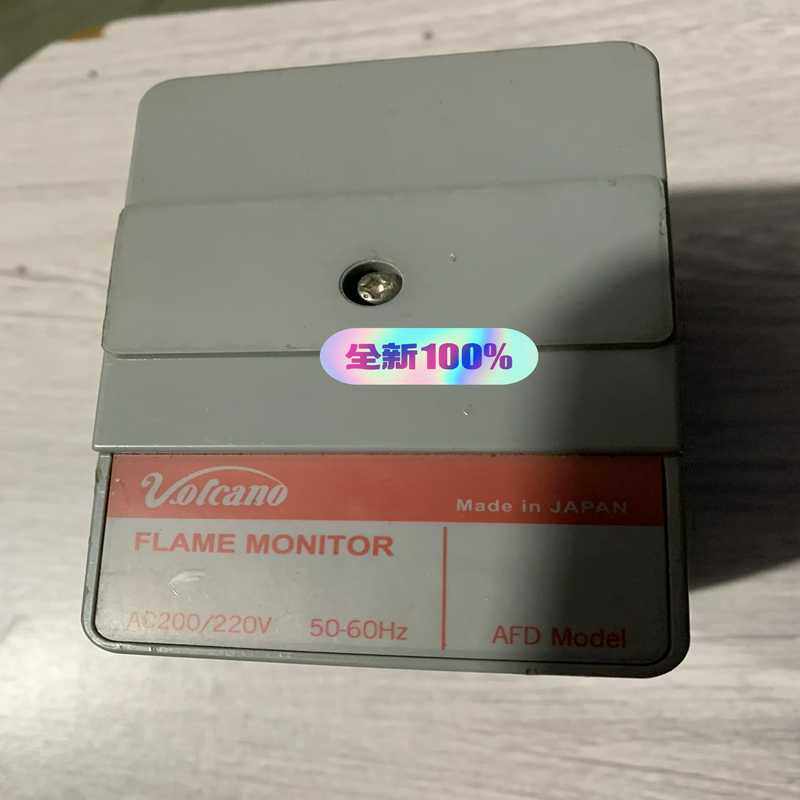 全新100%
Volcano
Made in JAPAN
FLAME MONITOR
AC200/220V 50-60Hz
AFD Model